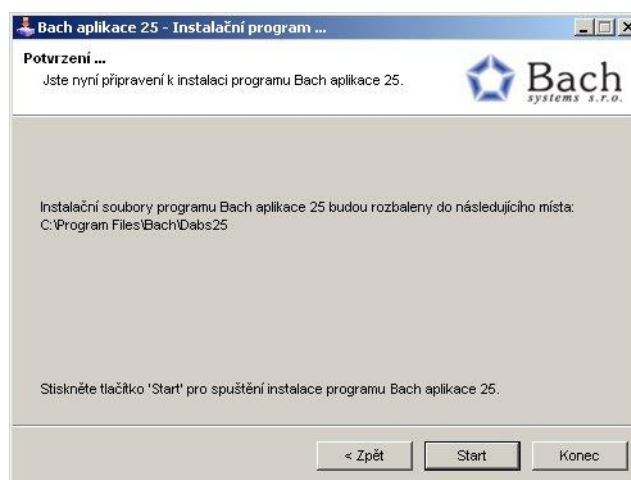 Bach aplikace 25 - Instalační program ...
Potvrzení ...
Jste nyní připravení k instalaci programu Bach aplikace 25.
Bach
systems s.r.o.
Instalační soubory programu Bach aplikace 25 budou rozbaleny do následujícího místa:
C:\Program Files\Bach\Dabs25
Stiskněte tlačítko 'Start' pro spuštění instalace programu Bach aplikace 25.
< Zpět Start Konec